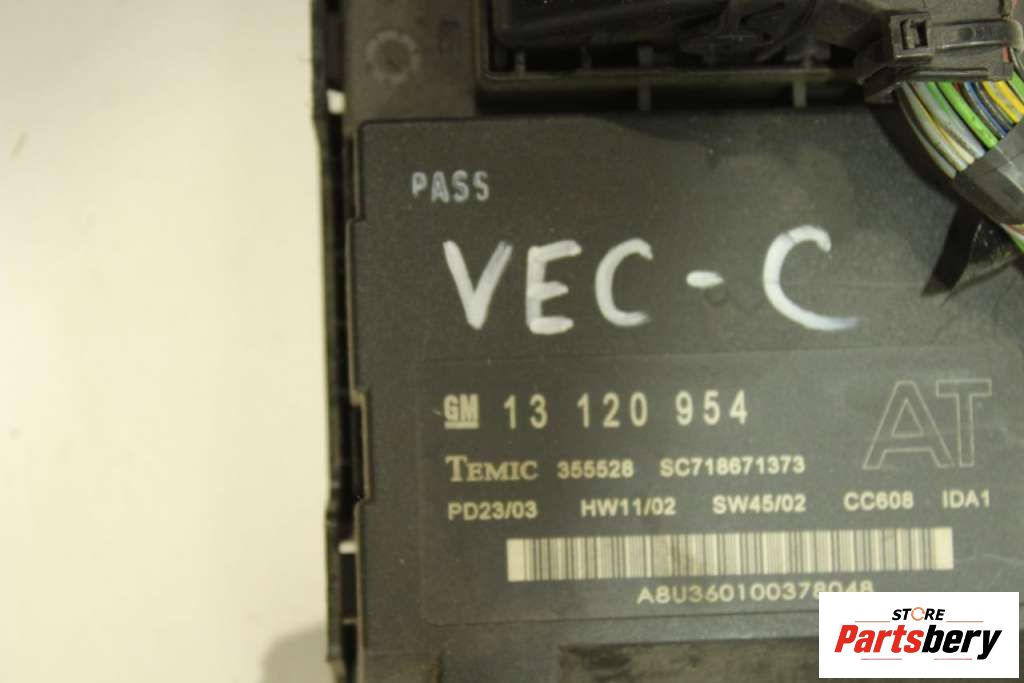 PASS
VEC-C
GM 13 120 954
AT
TEMIC 355528 SC718671373
PD23/03 HW11/02 SW45/02 CC608 IDA1
A8U360100378048
STORE
Partsbery